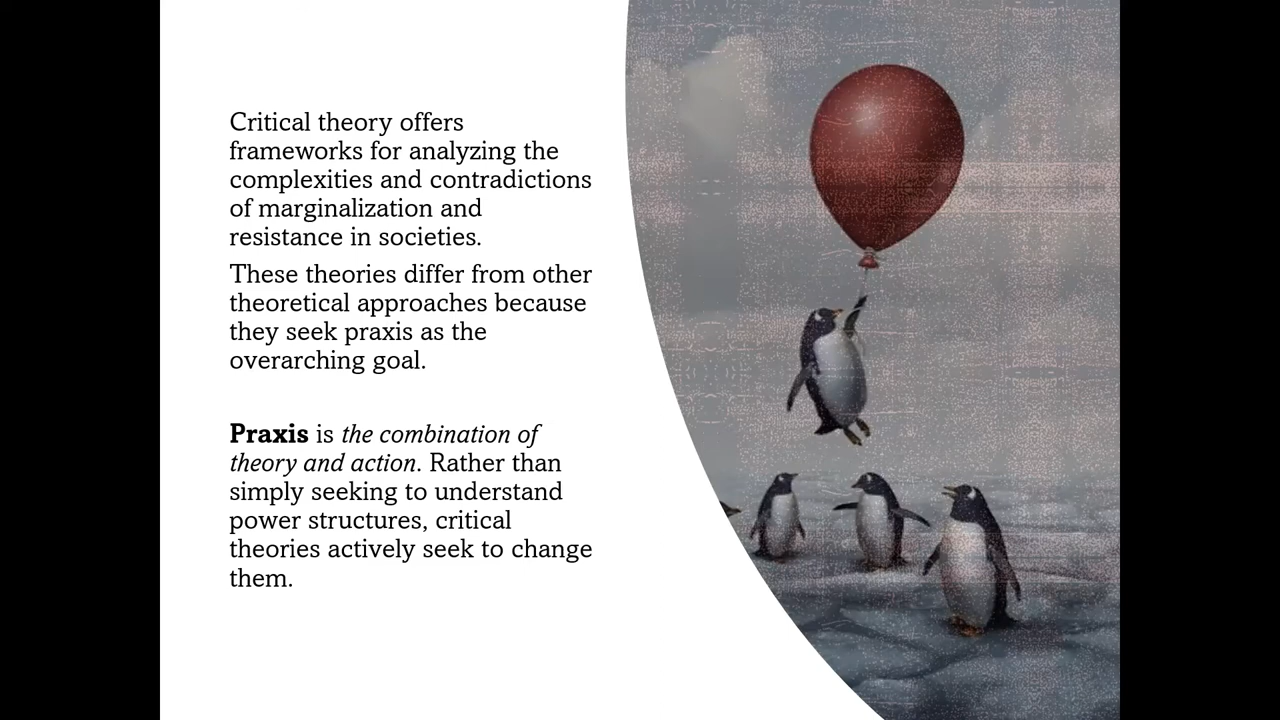 Critical theory offers
frameworks for analyzing the
complexities and contradictions
of marginalization and
resistance in societies.
These theories differ from other
theoretical approaches because
they seek praxis as the
overarching goal.
Praxis is the combination of
theory and action. Rather than
simply seeking to understand
power structures, critical
theories actively seek to change
them.